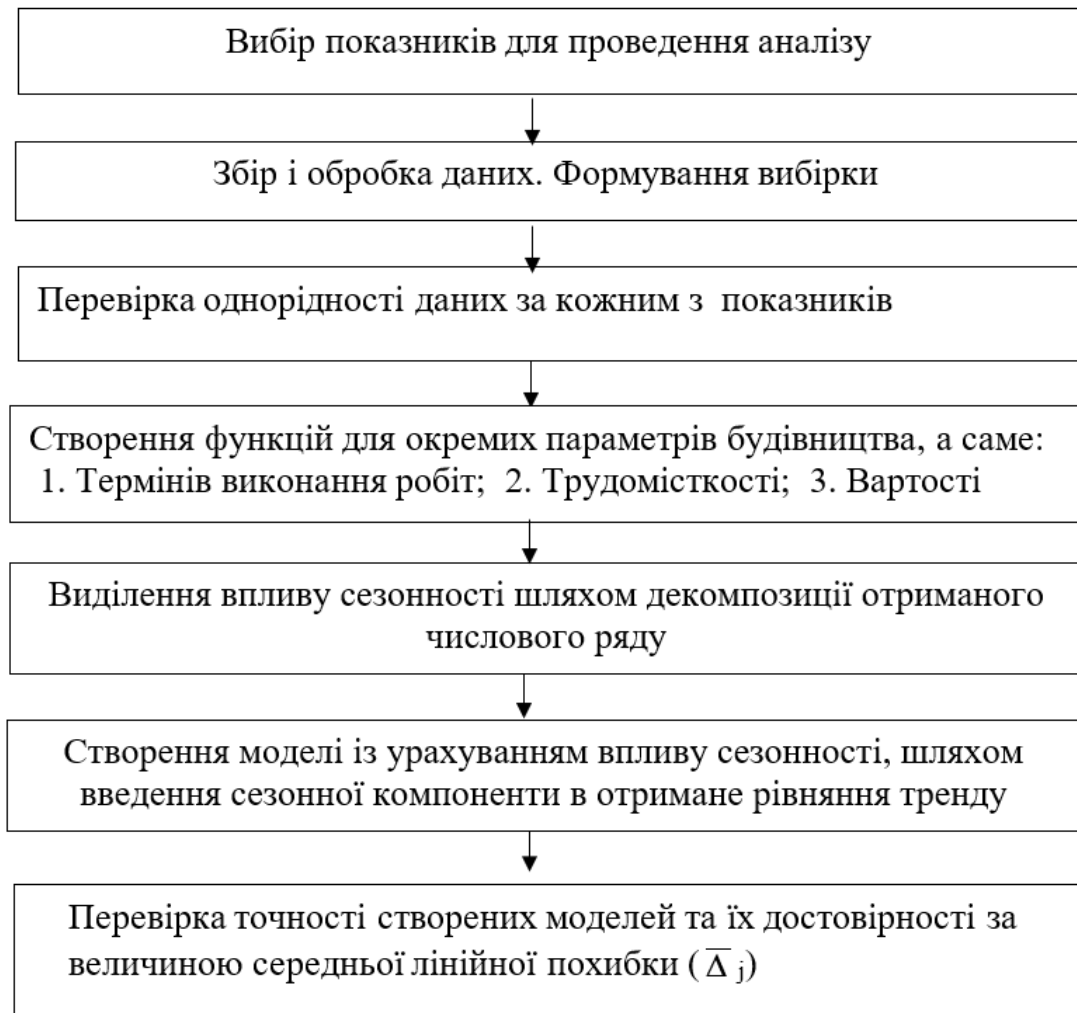 Вибір показників для проведення аналізу
Збір і обробка даних. Формування вибірки
Перевірка однорідності даних за кожним з показників
Створення функцій для окремих параметрів будівництва, а саме:
1. Термінів виконання робіт; 2. Трудомісткості; 3. Вартості
Виділення впливу сезонності шляхом декомпозиції отриманого
числового ряду
Створення моделі із урахуванням впливу сезонності, шляхом
введення сезонної компоненти в отримане рівняння тренду
Перевірка точності створених моделей та їх достовірності за
величиною середньої лінійної похибки (Δ̅ j)